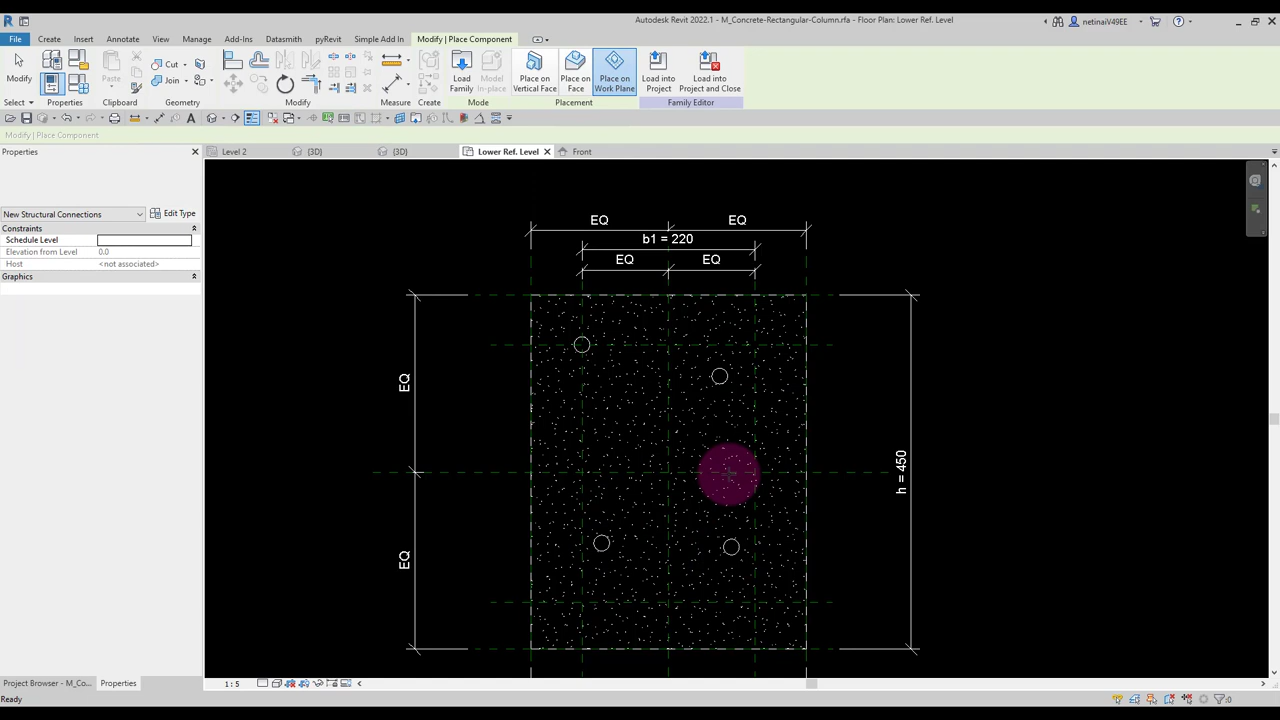 Autodesk Revit 2022.1 - M_Concrete-Rectangular-Column.rfa - Floor Plan: Lower Ref. Level
netinaiV49EE
File Create Insert Annotate View Manage Add-Ins Datasmith pyRevit Simple Add In Modify | Place Component
Modify
Paste
Cut
Join
Load Family
Model In-place
Place on Vertical Face
Place on Face
Place on Work Plane
Load into Project
Load into Project and Close
Select Properties Clipboard Geometry Modify Measure Create Mode Placement Family Editor
Modify | Place Component
Properties
Level 2 {3D} {3D} Lower Ref. Level Front
New Structural Connections Edit Type
Constraints
Schedule Level
Elevation from Level 0.0
Host <not associated>
Graphics
EQ EQ
b1 = 220
EQ EQ
EQ
h = 450
EQ
Project Browser - M_Co... Properties
1 : 5
Ready
:0